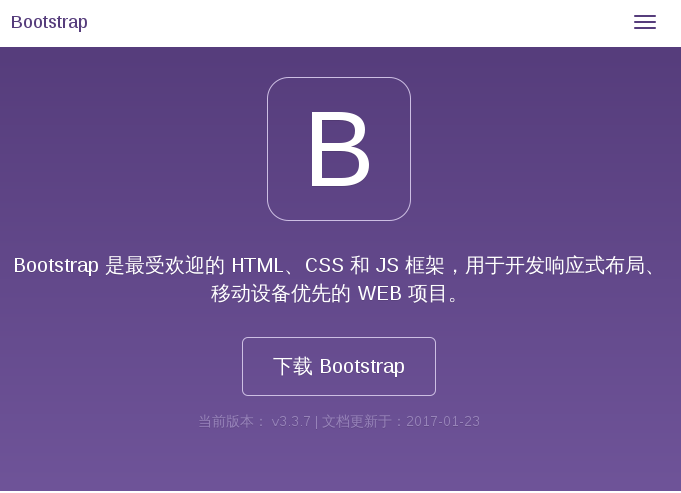 Bootstrap
B
Bootstrap 是最受欢迎的 HTML、CSS 和 JS 框架，用于开发响应式布局、
移动设备优先的 WEB 项目。
下载 Bootstrap
当前版本： v3.3.7 | 文档更新于：2017-01-23